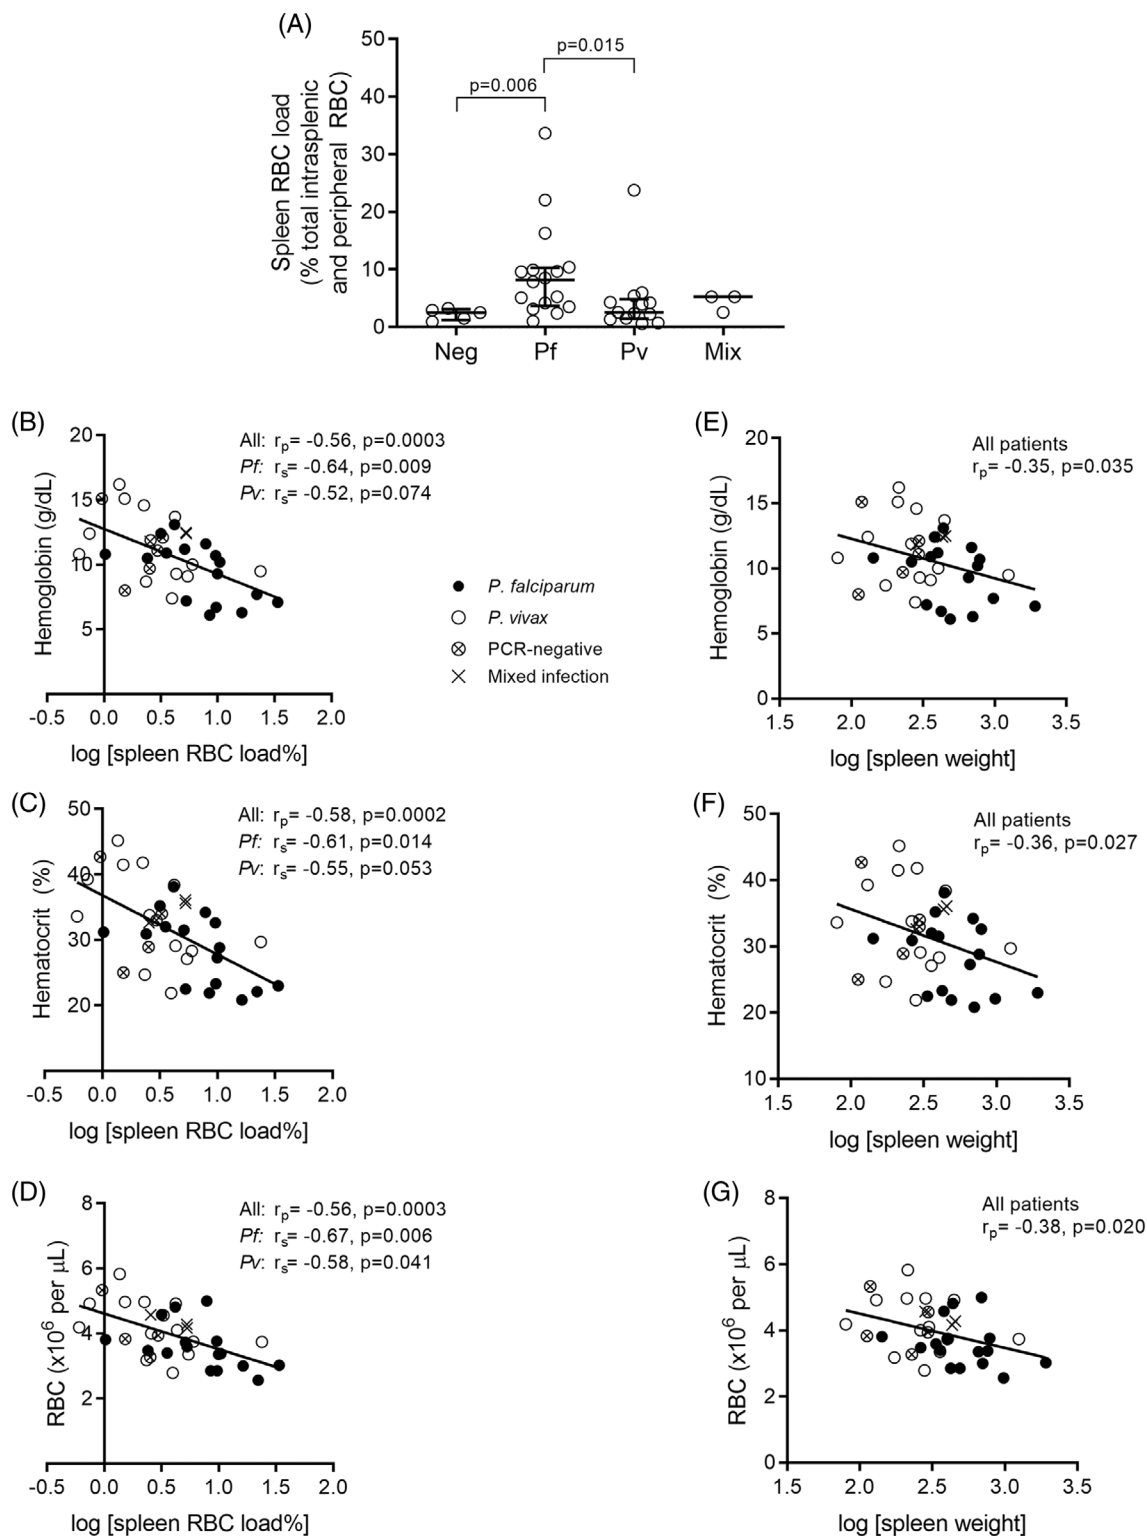 (A)
Spleen RBC load
(% total intrasplenic
and peripheral RBC)
50
40
30
20
10
0
p=0.006
p=0.015
Neg Pf Pv Mix
(B)
Hemoglobin (g/dL)
20
15
10
5
All: rp= -0.56, p=0.0003
Pf: rs= -0.64, p=0.009
Pv: rs= -0.52, p=0.074
-0.5 0.0 0.5 1.0 1.5 2.0
log [spleen RBC load%]
P. falciparum
P. vivax
PCR-negative
Mixed infection
(E)
Hemoglobin (g/dL)
20
15
10
5
0
All patients
rp= -0.35, p=0.035
1.5 2.0 2.5 3.0 3.5
log [spleen weight]
(C)
Hematocrit (%)
50
40
30
20
All: rp= -0.58, p=0.0002
Pf: rs= -0.61, p=0.014
Pv: rs= -0.55, p=0.053
-0.5 0.0 0.5 1.0 1.5 2.0
log [spleen RBC load%]
(F)
Hematocrit (%)
50
40
30
20
10
All patients
rp= -0.36, p=0.027
1.5 2.0 2.5 3.0 3.5
log [spleen weight]
(D)
RBC (x10⁶ per μL)
8
6
4
2
All: rp= -0.56, p=0.0003
Pf: rs= -0.67, p=0.006
Pv: rs= -0.58, p=0.041
-0.5 0.0 0.5 1.0 1.5 2.0
log [spleen RBC load%]
(G)
RBC (x10⁶ per μL)
8
6
4
2
0
All patients
rp= -0.38, p=0.020
1.5 2.0 2.5 3.0 3.5
log [spleen weight]